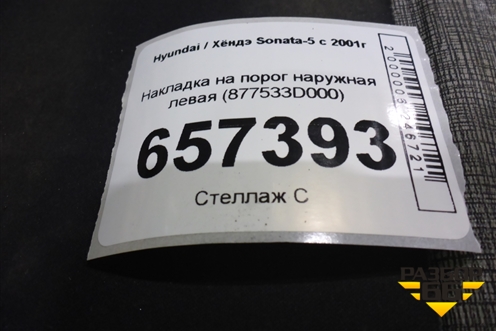 Hyundai / Хёндэ Sonata-5 с 2001г
Накладка на порог наружная
левая (877533D000)
657393
Стеллаж С